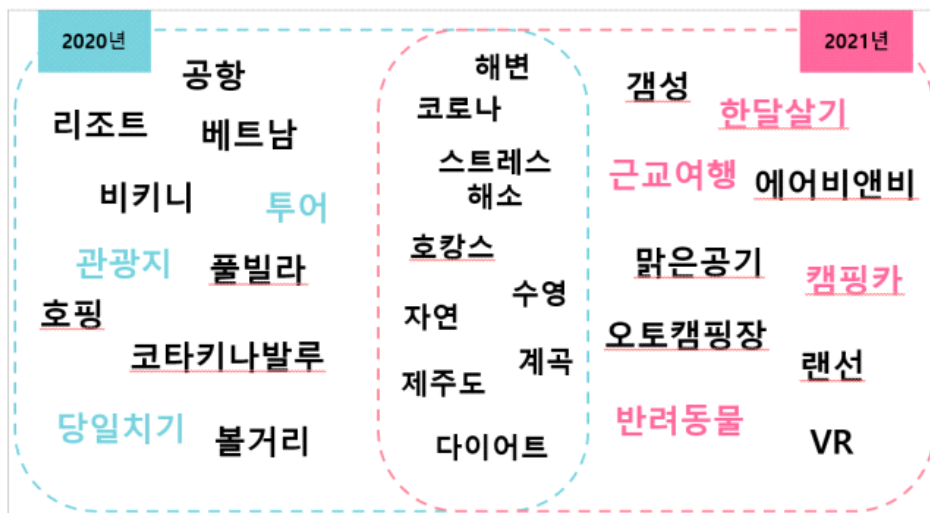 2020년
공항
리조트
베트남
비키니
투어
관광지
풀빌라
호핑
코타키나발루
당일치기
볼거리
해변
코로나
스트레스
해소
호캉스
수영
자연
계곡
제주도
다이어트
2021년
갬성
한달살기
근교여행
에어비앤비
맑은공기
캠핑카
오토캠핑장
랜선
반려동물
VR